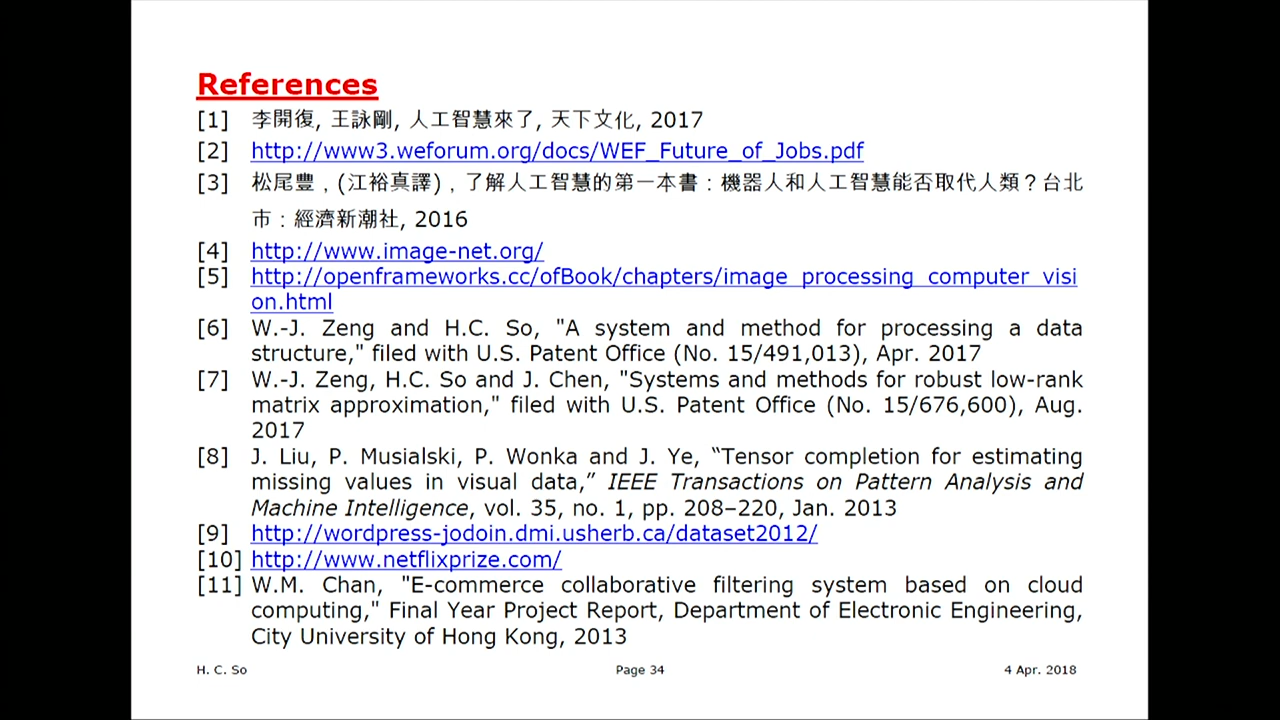 References
[1] 李開復, 王詠剛, 人工智慧來了, 天下文化, 2017
[2] http://www3.weforum.org/docs/WEF_Future_of_Jobs.pdf
[3] 松尾豐，(江裕真譯)，了解人工智慧的第一本書：機器人和人工智慧能否取代人類？台北
市：經濟新潮社, 2016
[4] http://www.image-net.org/
[5] http://openframeworks.cc/ofBook/chapters/image_processing_computer_visi
on.html
[6] W.-J. Zeng and H.C. So, "A system and method for processing a data
structure," filed with U.S. Patent Office (No. 15/491,013), Apr. 2017
[7] W.-J. Zeng, H.C. So and J. Chen, "Systems and methods for robust low-rank
matrix approximation," filed with U.S. Patent Office (No. 15/676,600), Aug.
2017
[8] J. Liu, P. Musialski, P. Wonka and J. Ye, “Tensor completion for estimating
missing values in visual data,” IEEE Transactions on Pattern Analysis and
Machine Intelligence, vol. 35, no. 1, pp. 208–220, Jan. 2013
[9] http://wordpress-jodoin.dmi.usherb.ca/dataset2012/
[10] http://www.netflixprize.com/
[11] W.M. Chan, "E-commerce collaborative filtering system based on cloud
computing," Final Year Project Report, Department of Electronic Engineering,
City University of Hong Kong, 2013
H. C. So Page 34 4 Apr. 2018